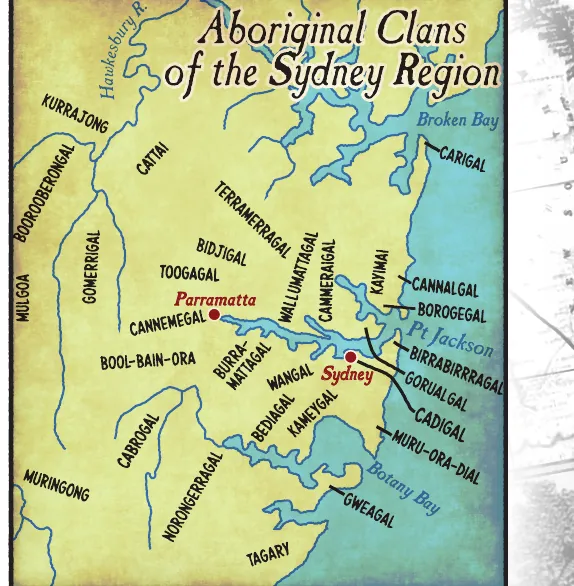 Aboriginal Clans
of the Sydney Region
Hawkesbury R.
Broken Bay
KURRAJONG
CARIGAL
CATTAI
BOOROOBERONGAL
TERRAMERRAGAL
BIDJIGAL
GOMERRIGAL
WALLUMATTAGAL
CAMMERAIGAL
KAYIMAI
TOOGAGAL
MULGOA
CANNALGAL
Parramatta
BOROGEGAL
CANNEMEGAL
Pt Jackson
BIRRABIRRRAGAL
BOOL-BAIN-ORA
BURRA-
MATTAGAL
WANGAL
Sydney
GORUALGAL
CADIGAL
BEDIAGAL
KAMEYGAL
CABROGAL
MURU-ORA-DIAL
NORONGERRAGAL
Botany Bay
MURINGONG
GWEAGAL
TAGARY